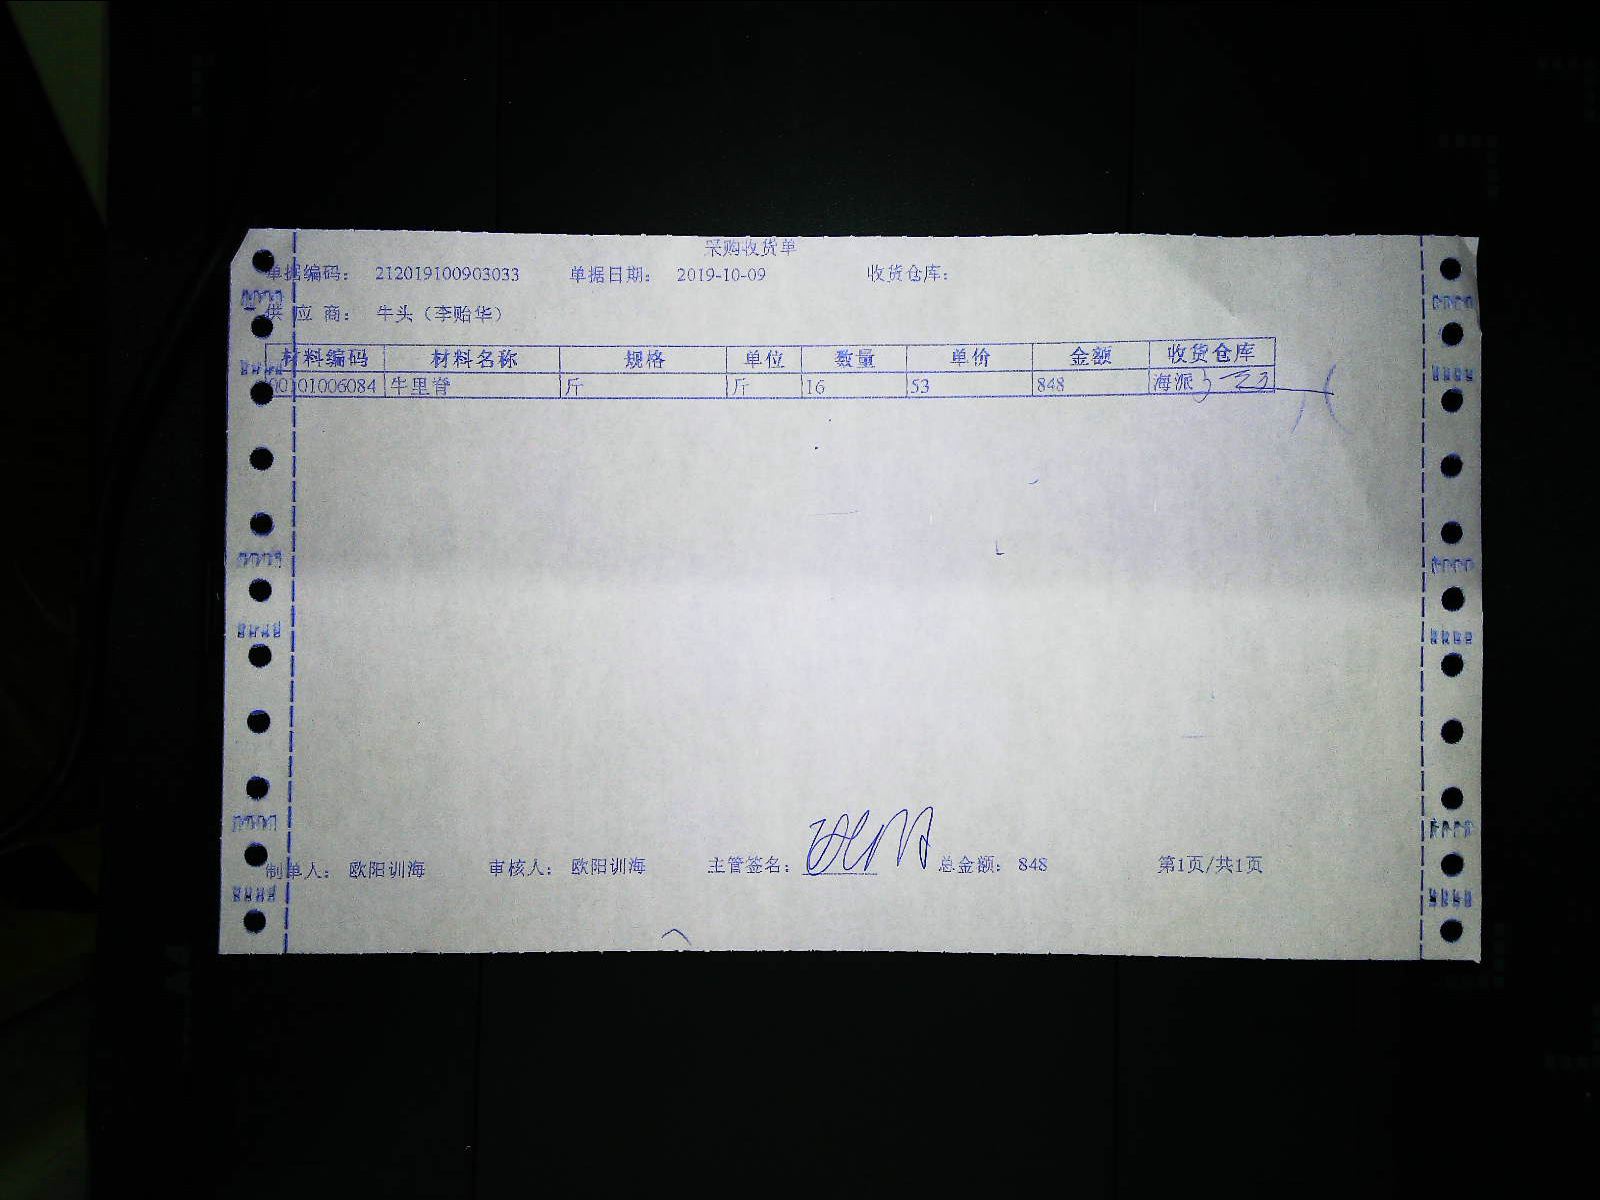 采购收货单
单据编码： 212019100903033 单据日期： 2019-10-09 收货仓库：
供 应 商： 牛头（李贻华）
材料编码 材料名称 规格 单位 数量 单价 金额 收货仓库
00101006084 牛里脊 斤 斤 16 53 848 海派
制单人： 欧阳训海 审核人： 欧阳训海 主管签名： 总金额： 848 第1页/共1页